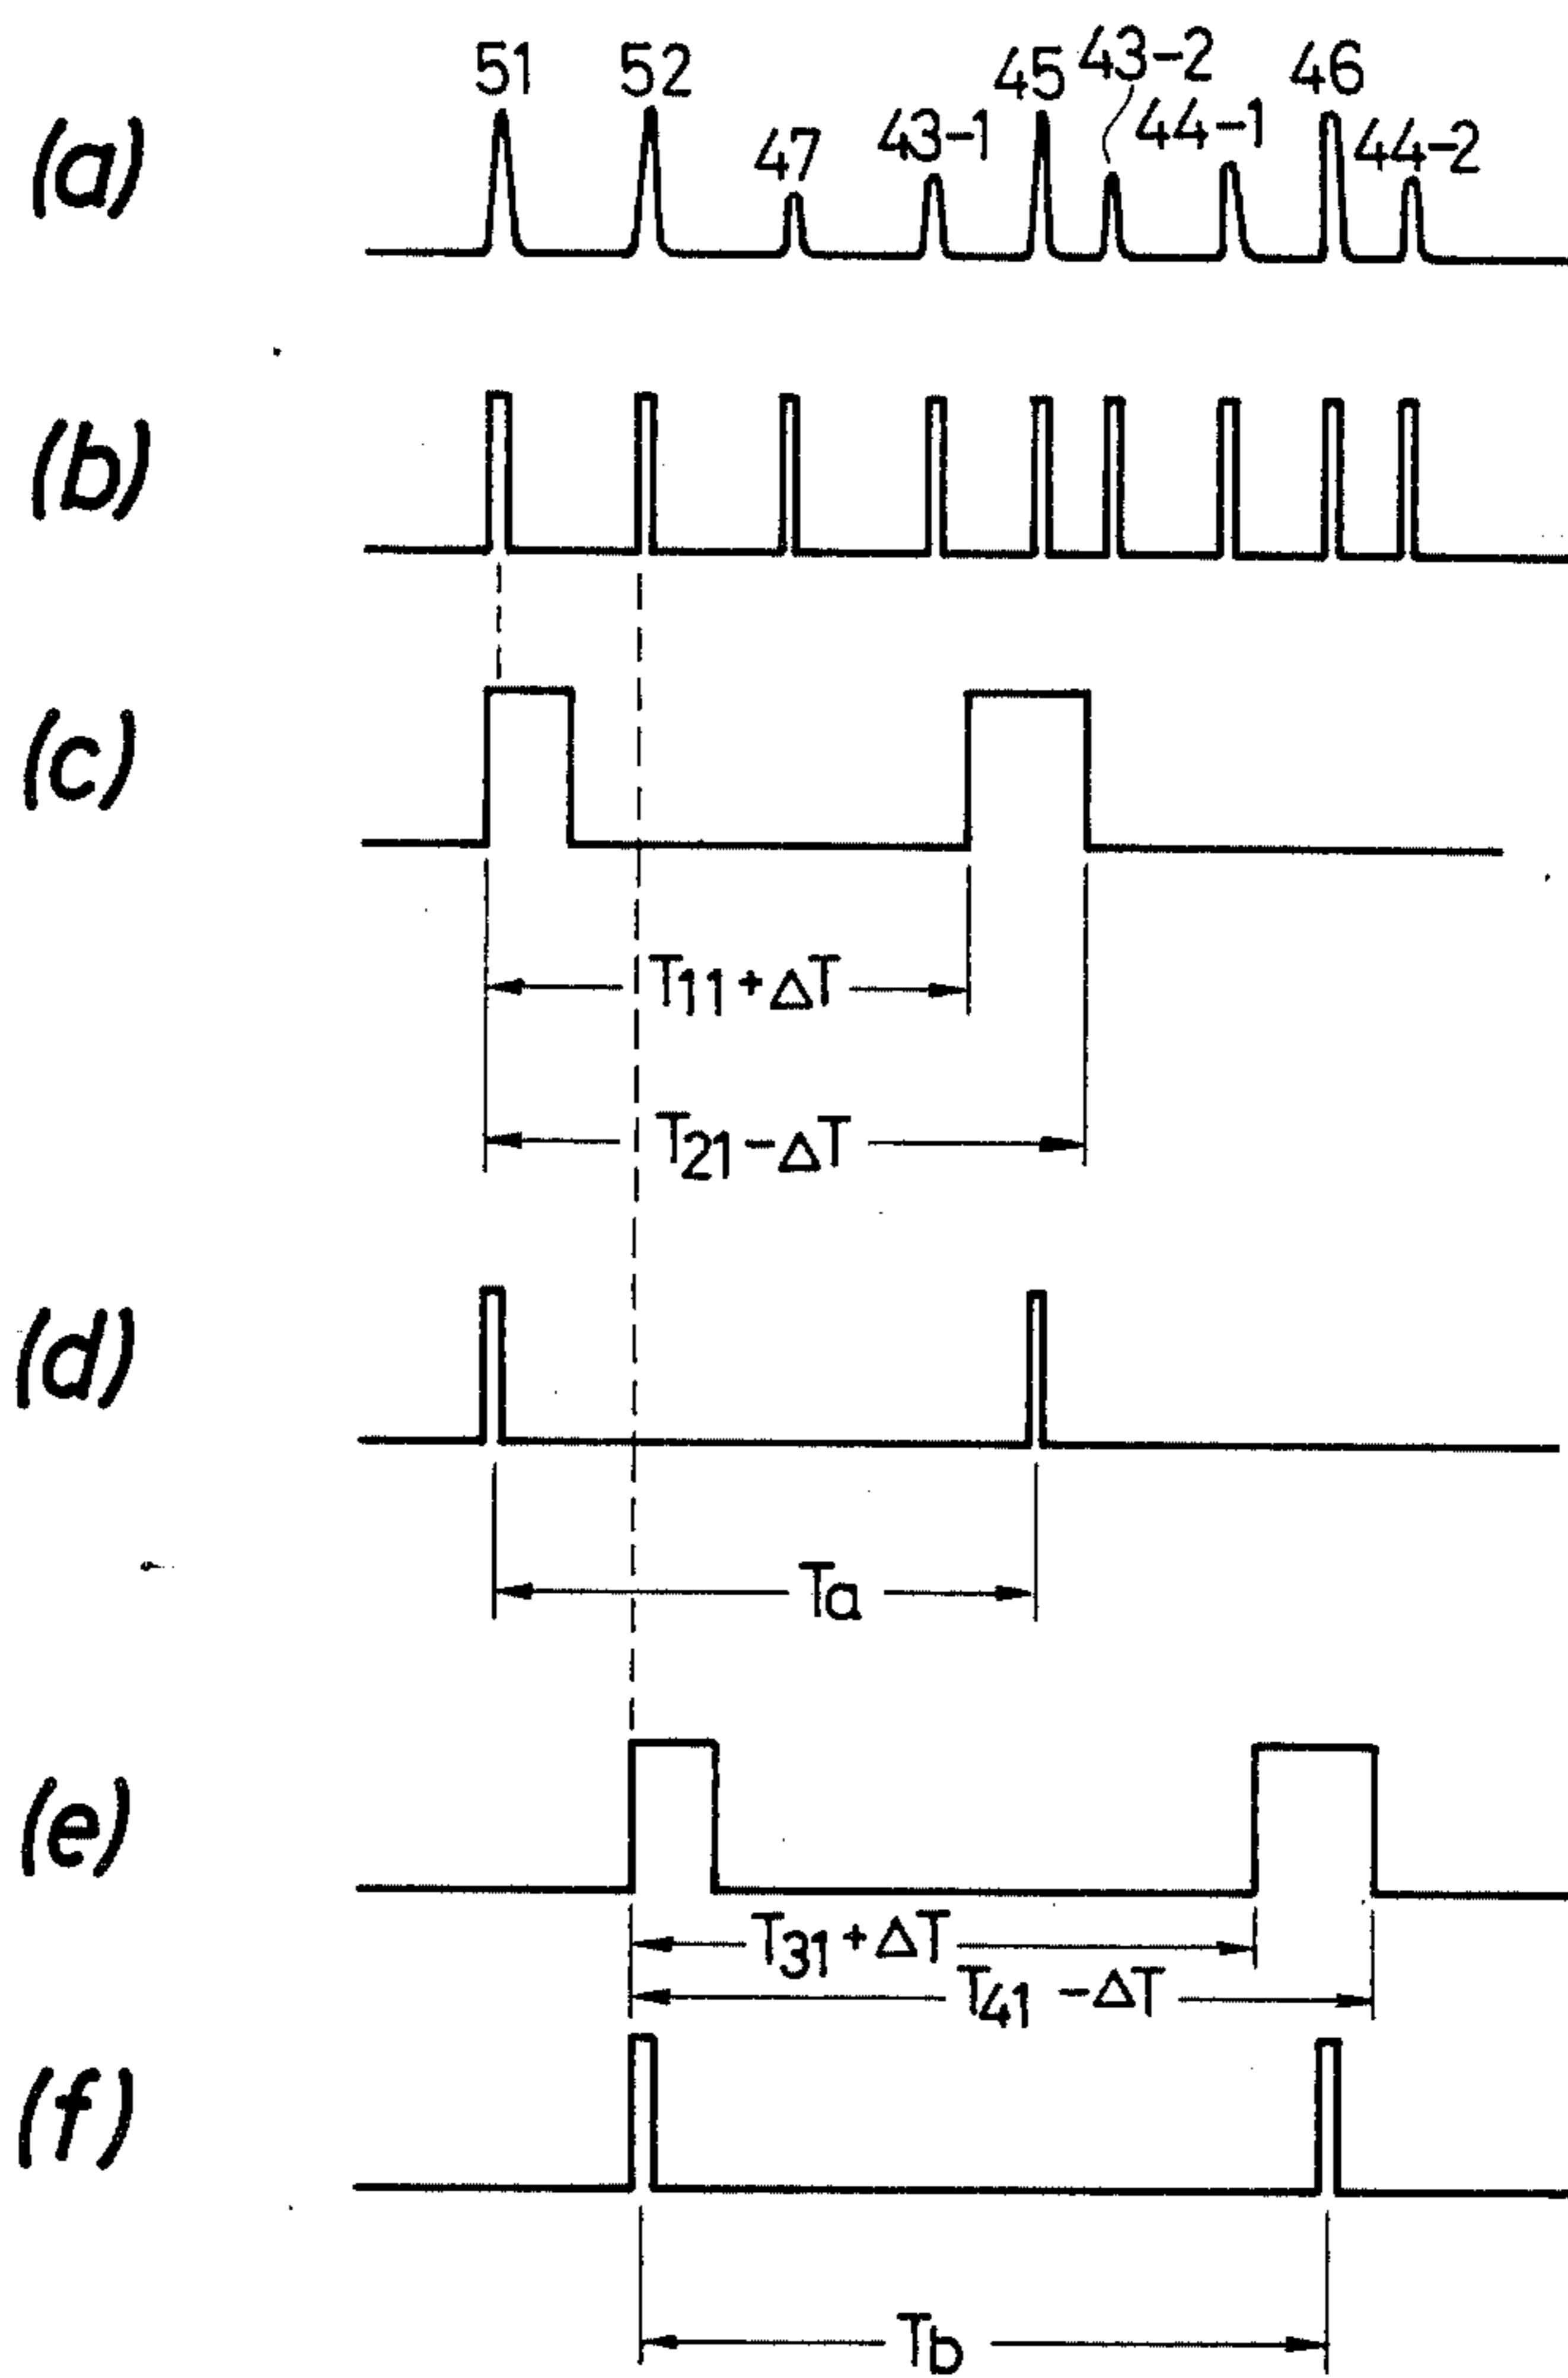 (a) 51 52 47 43-1 45 43-2 44-1 46 44-2
(b)
(c)
T11+ΔT
T21-ΔT
(d)
Ta
(e)
T31+ΔT
T41-ΔT
(f)
Tb